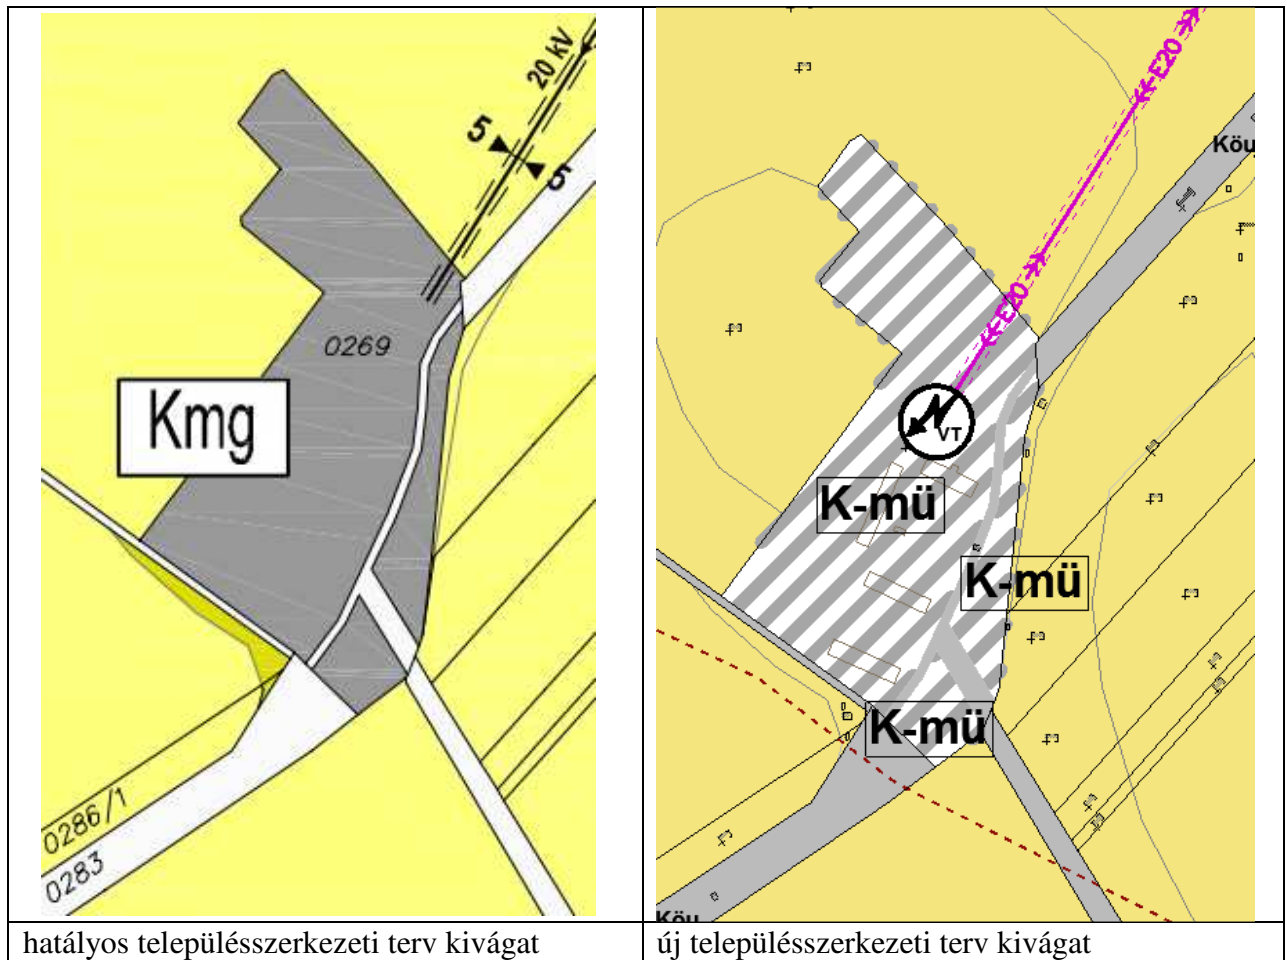 20 kV
5
5
0269
Kmg
0286/1
0283
E20
Köu
E20
VT
K-mü
K-mü
K-mü
Köu
hatályos településszerkezeti terv kivágat
új településszerkezeti terv kivágat